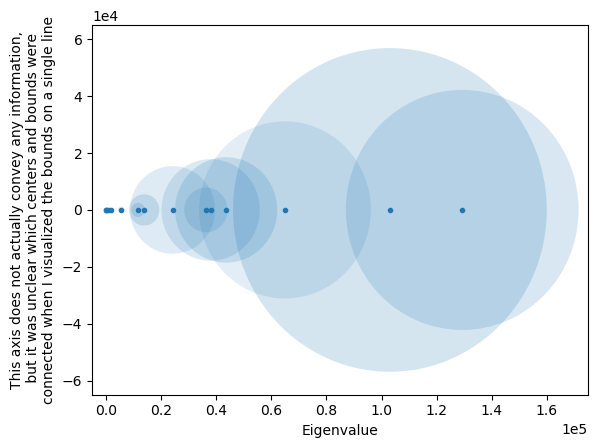 1e4
This axis does not actually convey any information,
but it was unclear which centers and bounds were
connected when I visualized the bounds on a single line
6
4
2
0
−2
−4
−6
0.0 0.2 0.4 0.6 0.8 1.0 1.2 1.4 1.6
1e5
Eigenvalue